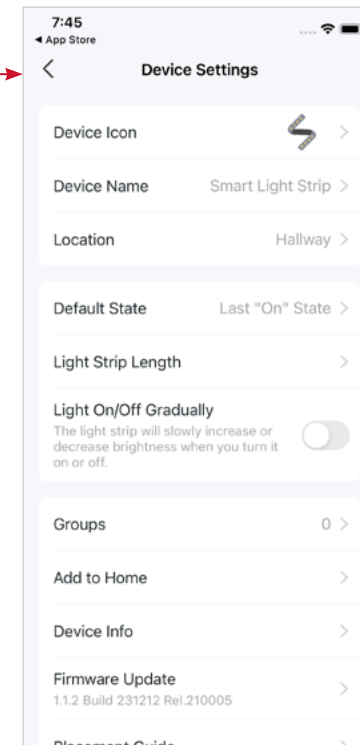 7:45
◀ App Store
Device Settings
Device Icon
Device Name Smart Light Strip
Location Hallway
Default State Last "On" State
Light Strip Length
Light On/Off Gradually
The light strip will slowly increase or
decrease brightness when you turn it
on or off.
Groups 0
Add to Home
Device Info
Firmware Update
1.1.2 Build 231212 Rel.210005
Placement Guide